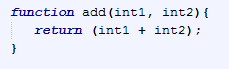 function add(int1, int2){
   return (int1 + int2);
}